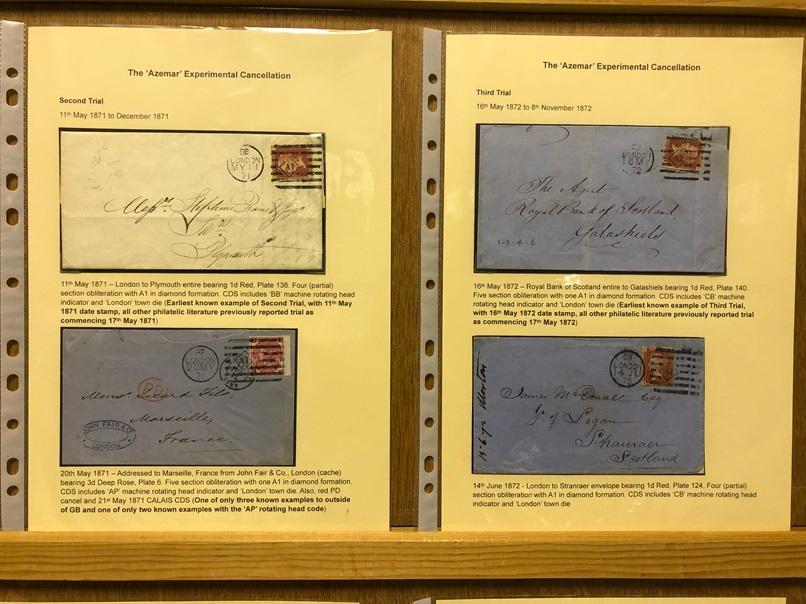 The 'Azemar' Experimental Cancellation
Second Trial
11th May 1871 to December 1871
BB
LONDON
MY 11
71
A1
Plymouth
11th May 1871 – London to Plymouth entire bearing 1d Red, Plate 136. Four (partial)
section obliteration with A1 in diamond formation. CDS includes 'BB' machine rotating head
indicator and 'London' town die (Earliest known example of Second Trial, with 11th May
1871 date stamp, all other philatelic literature previously reported trial
as commencing 17th May 1871)
AP
LONDON
20 MY
71
PD
Marseille,
France.
JOHN FAIR & Co
LONDON
20th May 1871 – Addressed to Marseille, France from John Fair & Co., London (cache)
bearing 3d Deep Rose, Plate 6. Five section obliteration with one A1 in diamond formation.
CDS includes 'AP' machine rotating head indicator and 'London' town die. Also, red PD
cancel and 21st May 1871 CALAIS CDS (One of only three known examples to outside
of GB and one of only two known examples with the 'AP' rotating head code)
The 'Azemar' Experimental Cancellation
Third Trial
16th May 1872 to 8th November 1872
LONDON
72
The Agent
Royal Bank of Scotland,
Galashiels
16th May 1872 – Royal Bank of Scotland entire to Galashiels bearing 1d Red, Plate 140.
Five section obliteration with one A1 in diamond formation. CDS includes 'CB' machine
rotating head indicator and 'London' town die (Earliest known example of Third Trial,
with 16th May 1872 date stamp, all other philatelic literature previously reported trial
as commencing 17th May 1872)
LONDON
James McDouall Esq
of Logan
Stranraer
Scotland
14th June 1872 - London to Stranraer envelope bearing 1d Red, Plate 124. Four (partial)
section obliteration with A1 in diamond formation. CDS includes 'CB' machine rotating head
indicator and 'London' town die